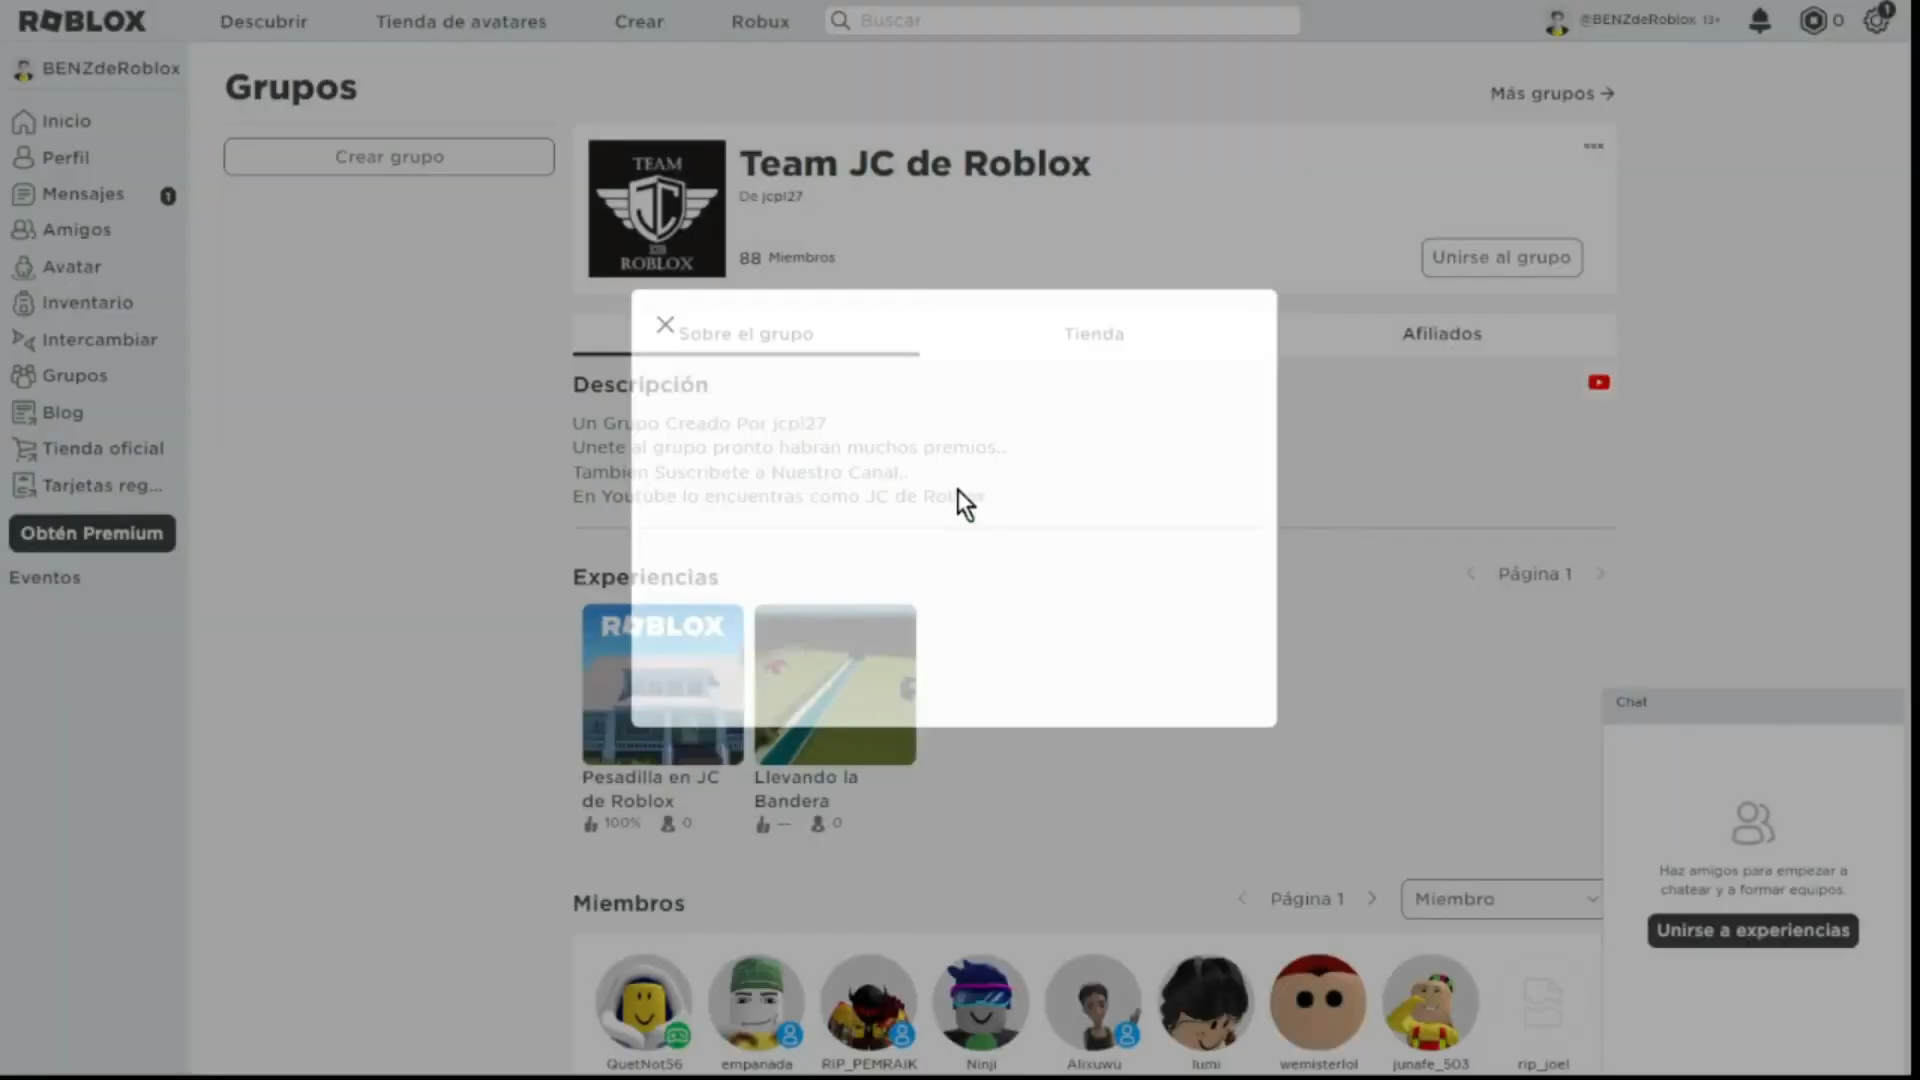 ROBLOX
Descubrir
Tienda de avatares
Crear
Robux
Buscar
@BENZdeRoblox 13+
0
1
BENZdeRoblox
Inicio
Perfil
Mensajes
1
Amigos
Avatar
Inventario
Intercambiar
Grupos
Blog
Tienda oficial
Tarjetas reg...
Obtén Premium
Eventos
Grupos
Más grupos →
Crear grupo
TEAM
JC
DE
ROBLOX
Team JC de Roblox
De jcpl27
88 Miembros
Unirse al grupo
Sobre el grupo
Tienda
Afiliados
Descripción
Un Grupo Creado Por jcpl27
Unete al grupo pronto habran muchos premios...
Tambien Suscribete a Nuestro Canal..
En Youtube lo encuentras como JC de Roblox
Experiencias
Página 1
ROBLOX
Pesadilla en JC
de Roblox
100% 0
Llevando la
Bandera
— 0
Miembros
Página 1
Miembro
QuetNot56
empanada
RIP_PEMRAIK
Ninji
Alixuwu
lumi
wemisterlol
junafe_503
rip_joel
Chat
Haz amigos para empezar a
chatear y a formar equipos.
Unirse a experiencias